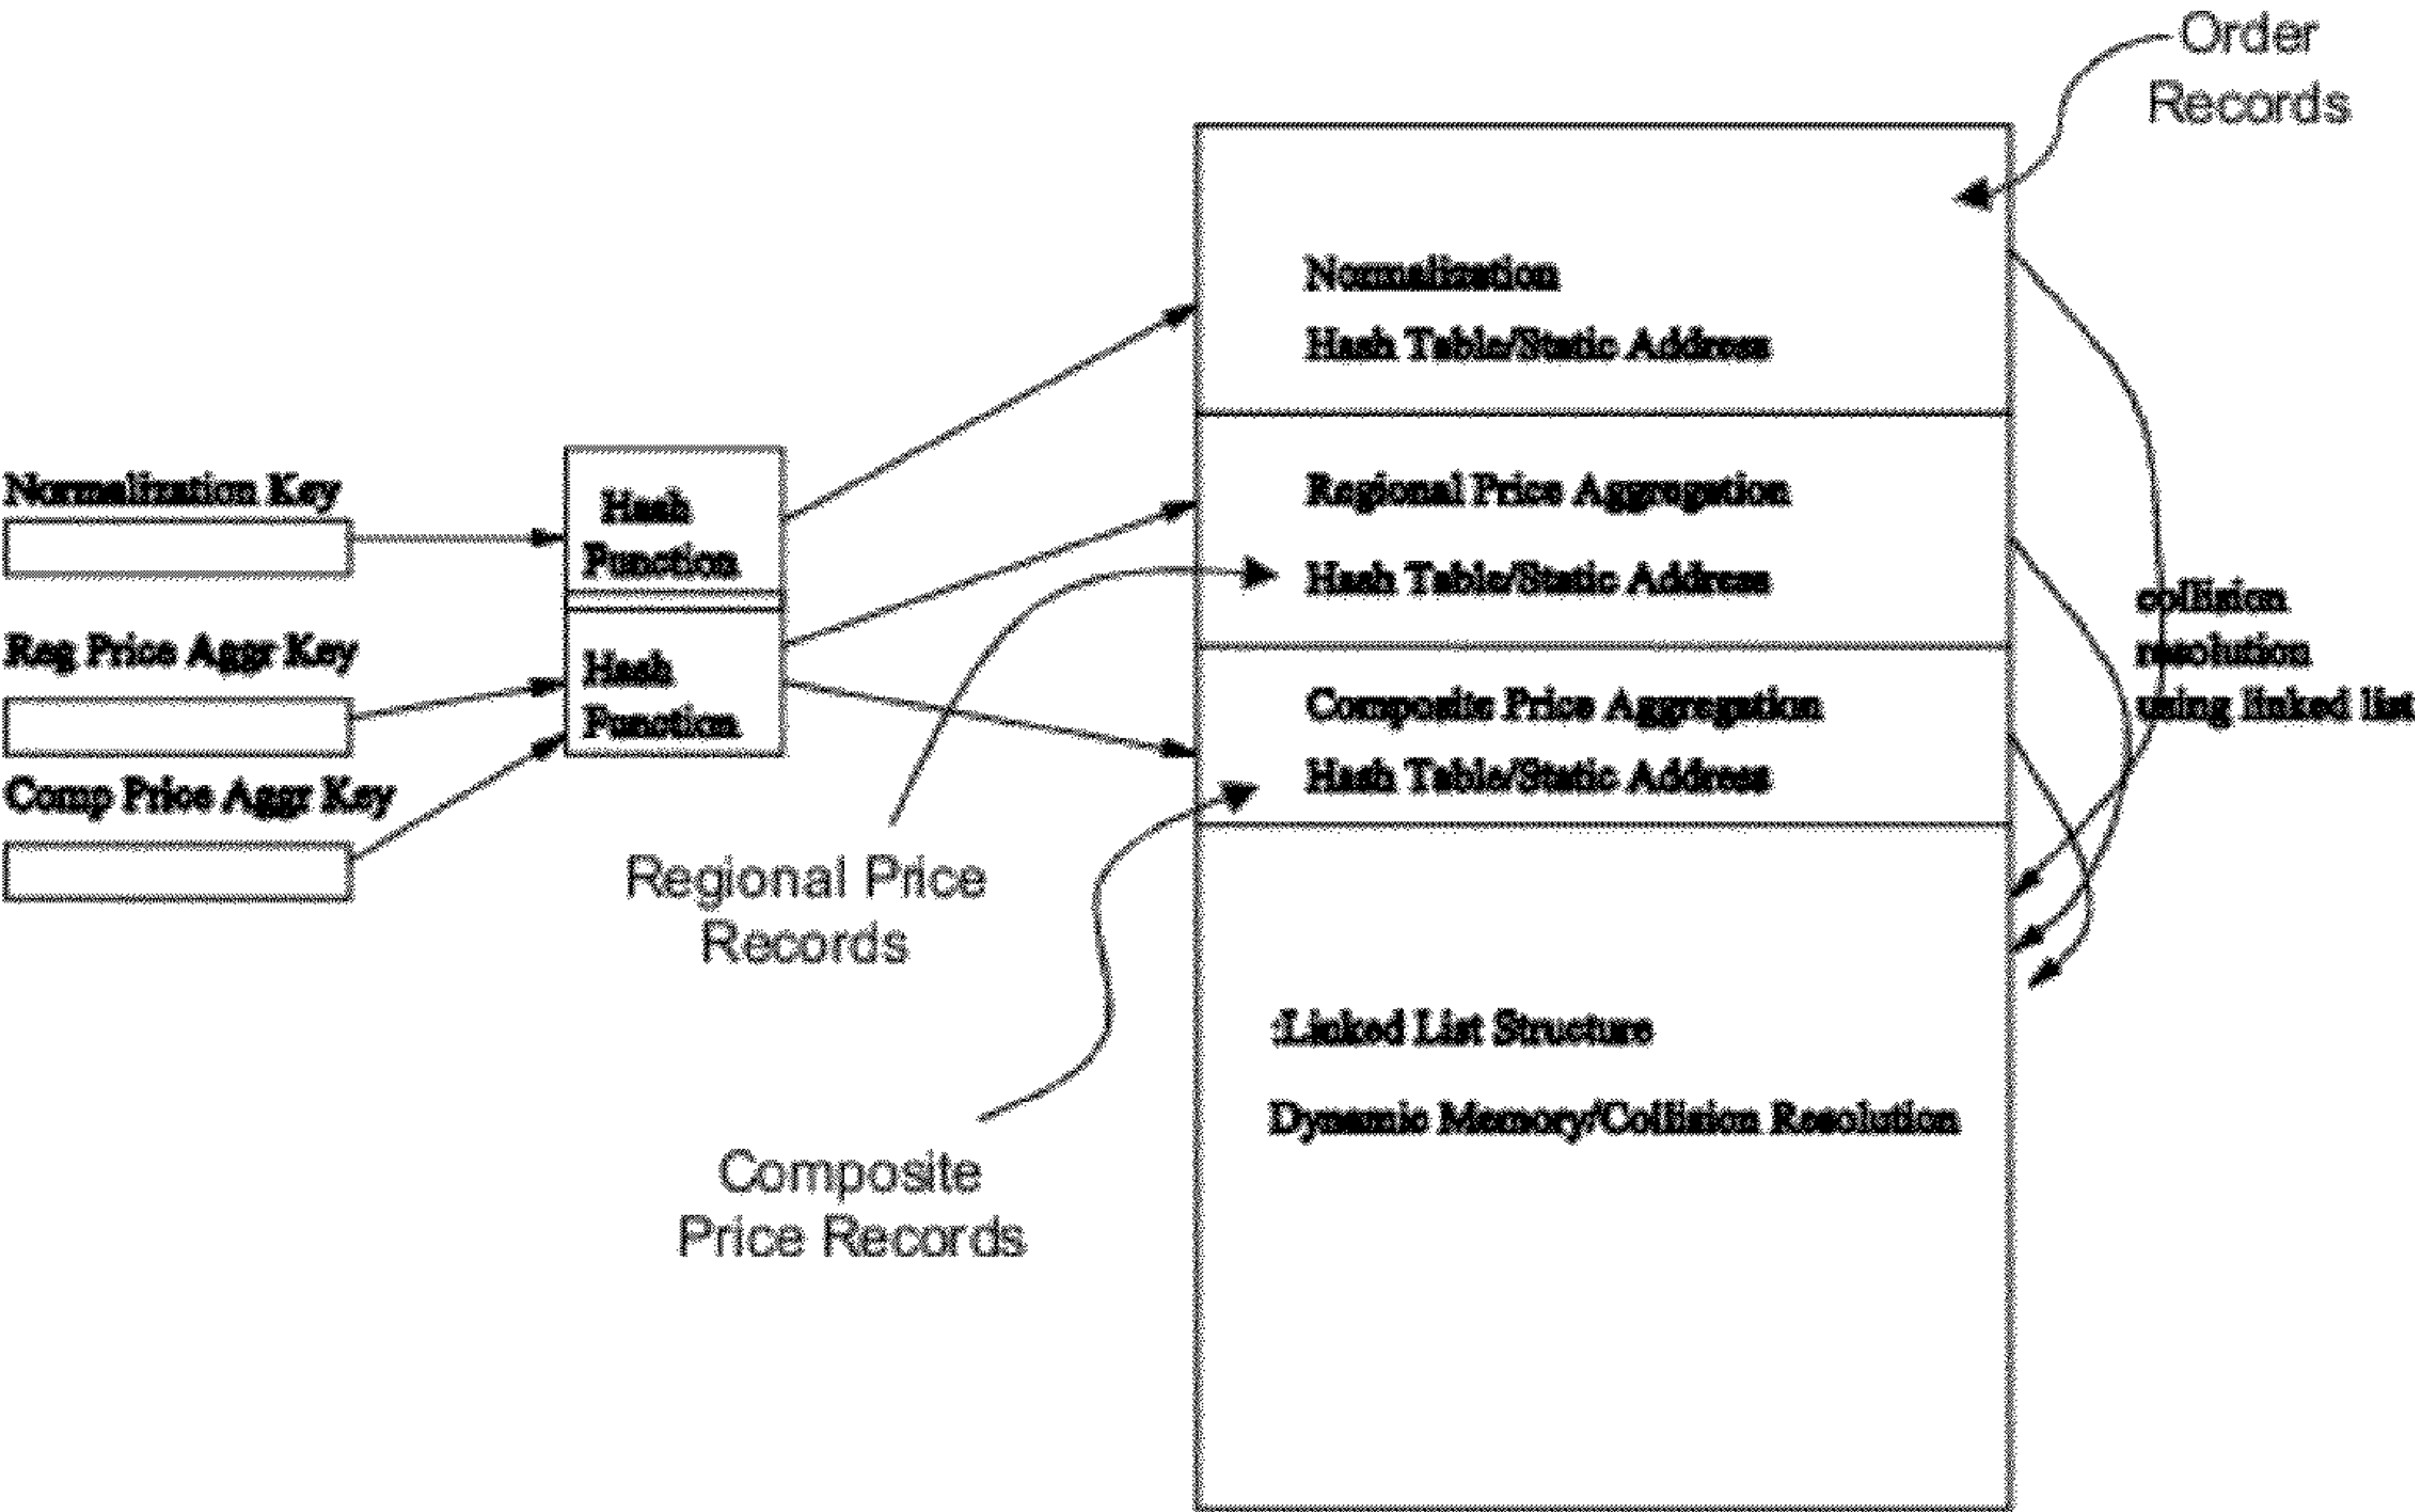 Order
Records
Normalization
Hash Table/Static Address
Normalization Key
Hash
Function
Regional Price Aggregation
Hash Table/Static Address
collision
resolution
using linked list
Reg Price Aggr Key
Hash
Function
Composite Price Aggregation
Hash Table/Static Address
Comp Price Aggr Key
Regional Price
Records
:Linked List Structure
Dynamic Memory/Collision Resolution
Composite
Price Records